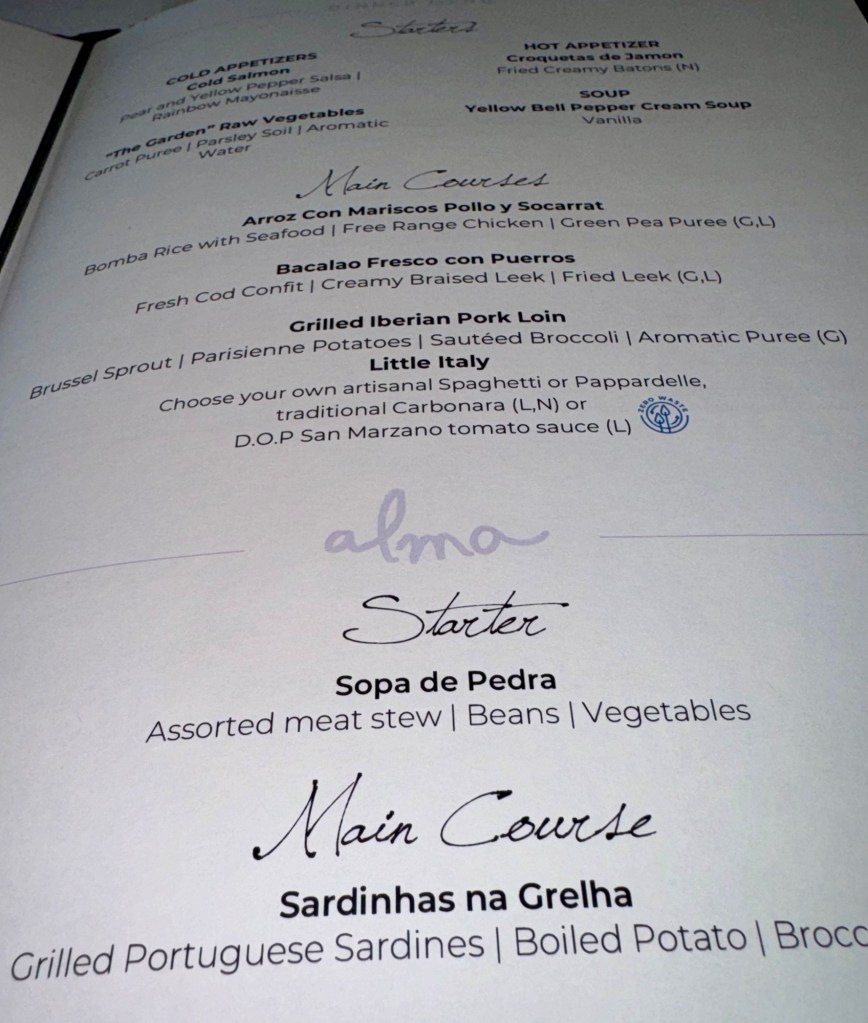 Starters
COLD APPETIZERS
Cold Salmon
Pear and Yellow Pepper Salsa |
Rainbow Mayonaisse
"The Garden" Raw Vegetables
Carrot Puree | Parsley Soil | Aromatic
Water
HOT APPETIZER
Croquetas de Jamon
Fried Creamy Batons (N)
SOUP
Yellow Bell Pepper Cream Soup
Vanilla
Main Courses
Arroz Con Mariscos Pollo y Socarrat
Bomba Rice with Seafood | Free Range Chicken | Green Pea Puree (G,L)
Bacalao Fresco con Puerros
Fresh Cod Confit | Creamy Braised Leek | Fried Leek (G,L)
Grilled Iberian Pork Loin
Brussel Sprout | Parisienne Potatoes | Sautéed Broccoli | Aromatic Puree (G)
Little Italy
Choose your own artisanal Spaghetti or Pappardelle,
traditional Carbonara (L,N) or
D.O.P San Marzano tomato sauce (L)
ZERO WASTE
alma
Starter
Sopa de Pedra
Assorted meat stew | Beans | Vegetables
Main Course
Sardinhas na Grelha
Grilled Portuguese Sardines | Boiled Potato | Brocc